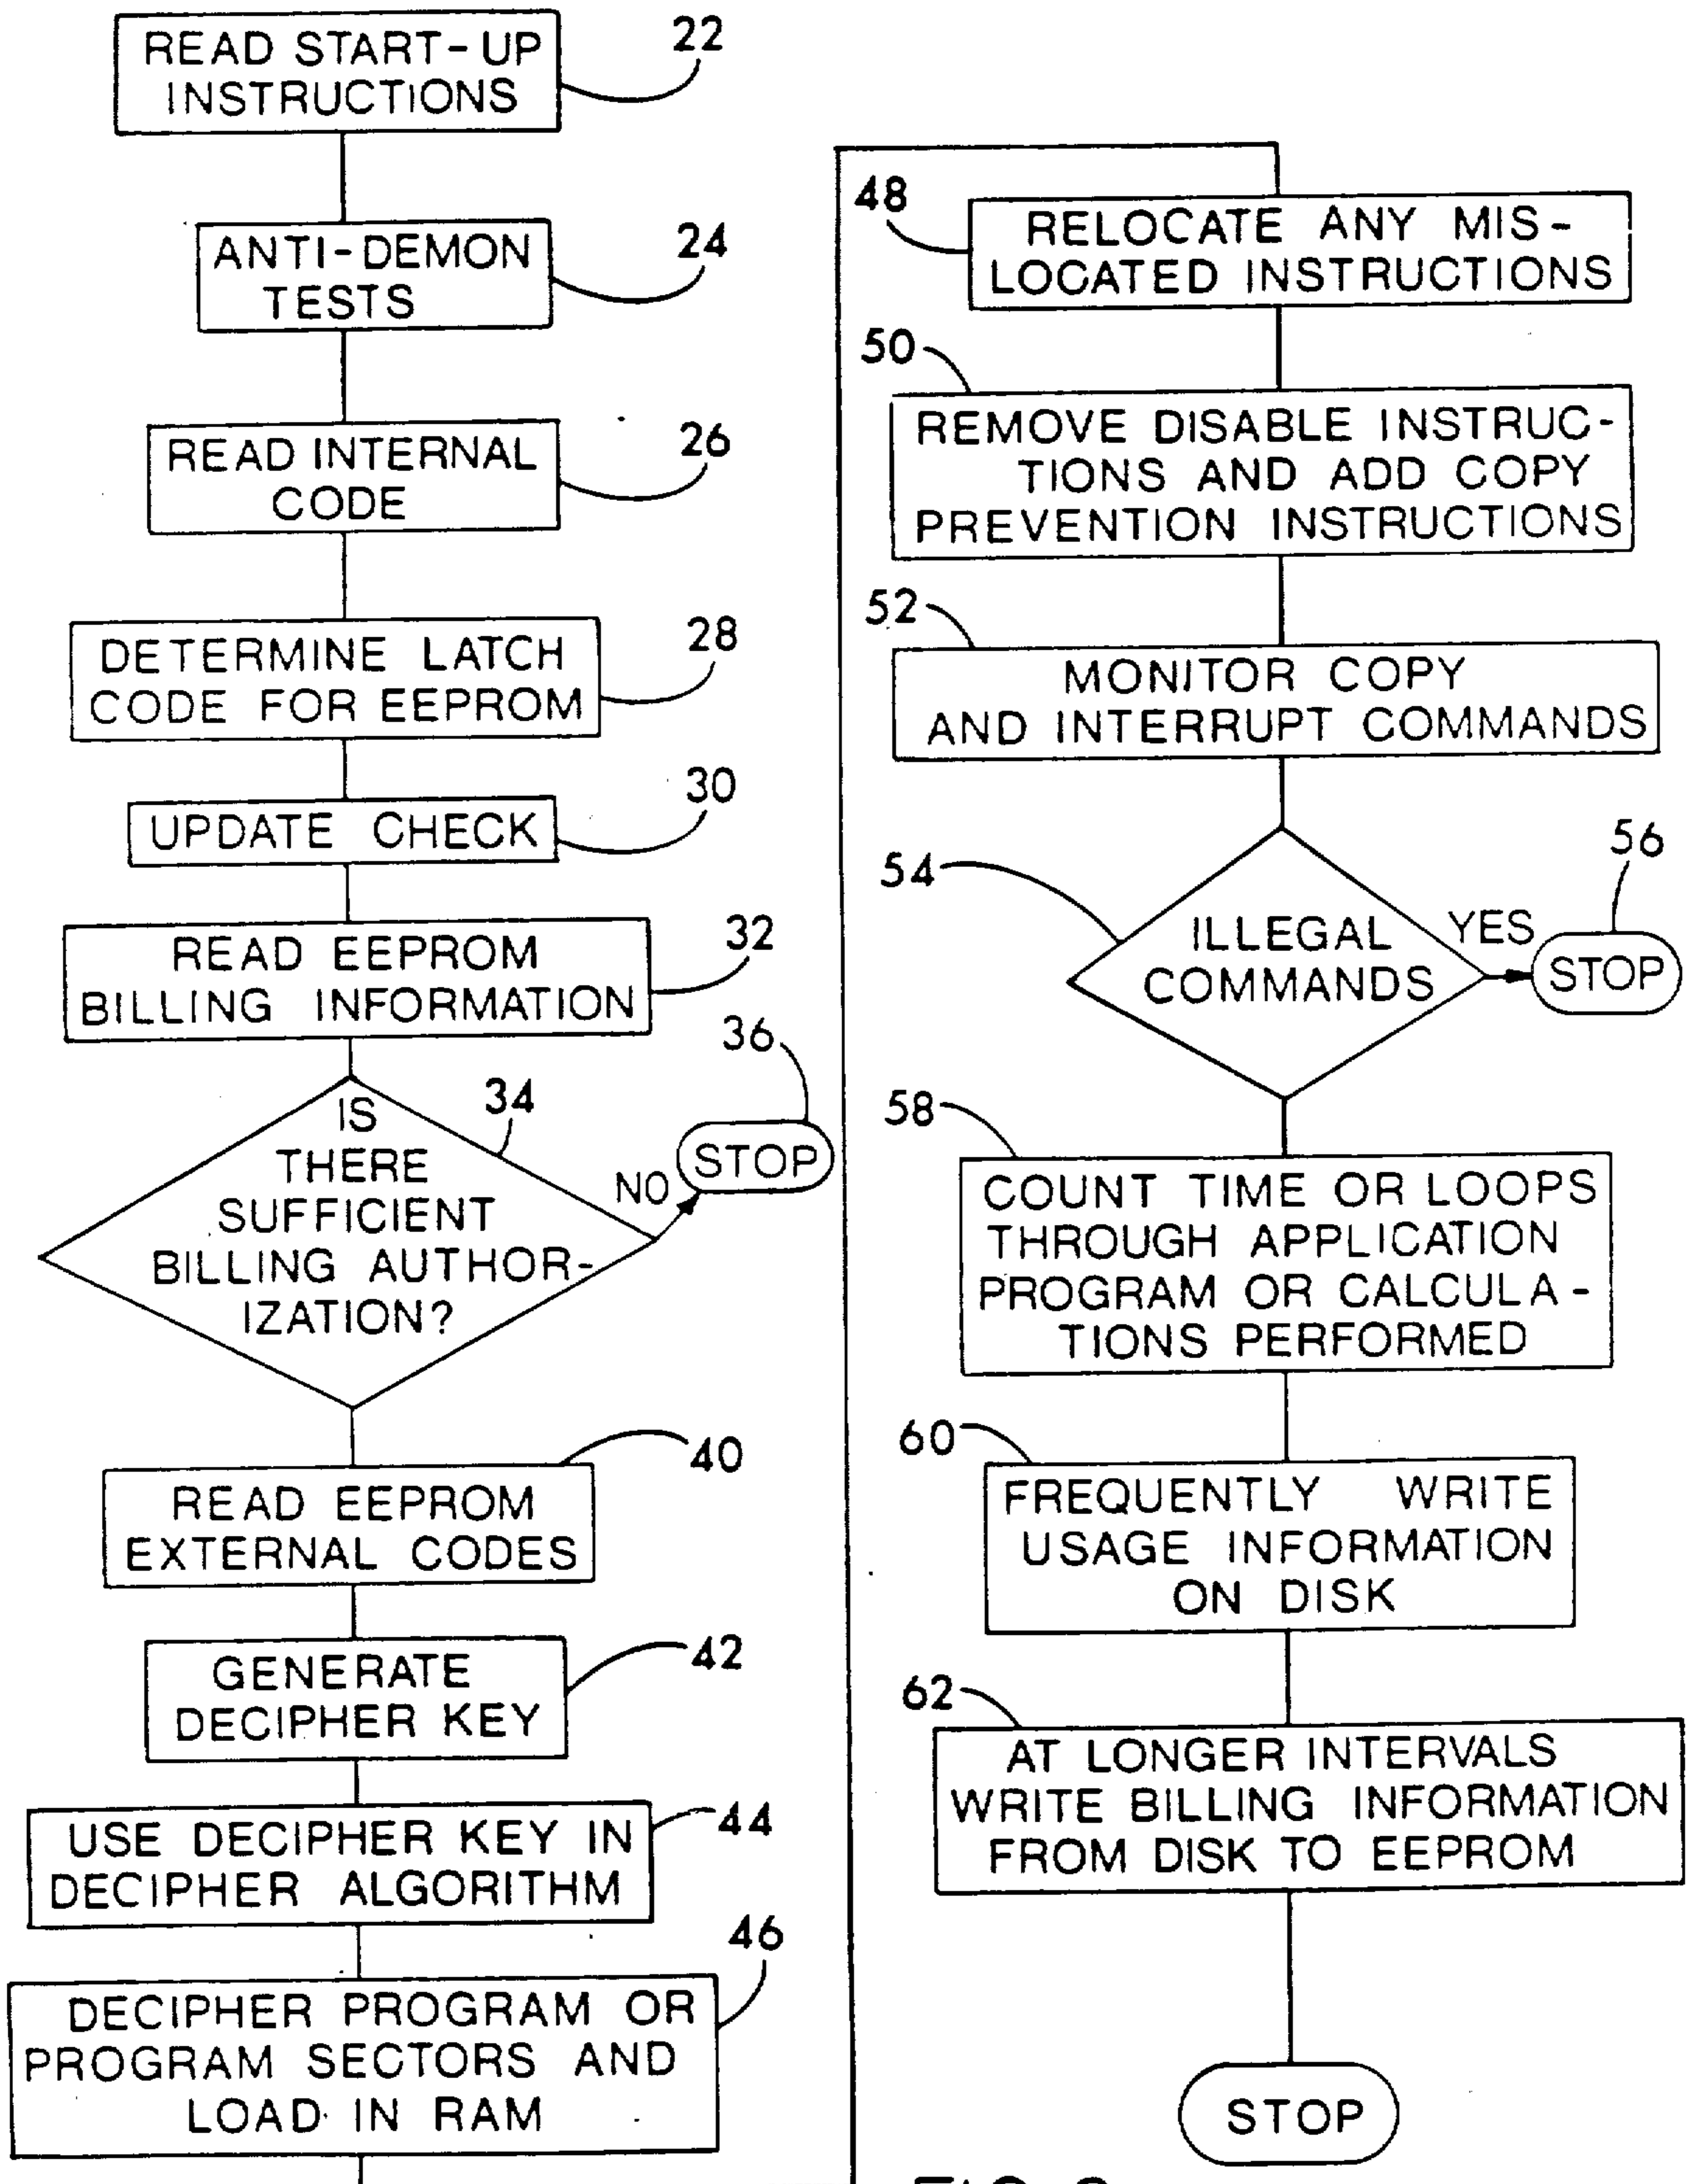 READ START-UP
INSTRUCTIONS
22
ANTI-DEMON
TESTS
24
READ INTERNAL
CODE
26
DETERMINE LATCH
CODE FOR EEPROM
28
UPDATE CHECK
30
READ EEPROM
BILLING INFORMATION
32
IS
THERE
SUFFICIENT
BILLING AUTHOR-
IZATION?
34
NO
STOP
36
READ EEPROM
EXTERNAL CODES
40
GENERATE
DECIPHER KEY
42
USE DECIPHER KEY IN
DECIPHER ALGORITHM
44
DECIPHER PROGRAM OR
PROGRAM SECTORS AND
LOAD IN RAM
46
48
RELOCATE ANY MIS-
LOCATED INSTRUCTIONS
50
REMOVE DISABLE INSTRUC-
TIONS AND ADD COPY
PREVENTION INSTRUCTIONS
52
MONITOR COPY
AND INTERRUPT COMMANDS
54
ILLEGAL
COMMANDS
YES
56
STOP
58
COUNT TIME OR LOOPS
THROUGH APPLICATION
PROGRAM OR CALCULA-
TIONS PERFORMED
60
FREQUENTLY WRITE
USAGE INFORMATION
ON DISK
62
AT LONGER INTERVALS
WRITE BILLING INFORMATION
FROM DISK TO EEPROM
STOP